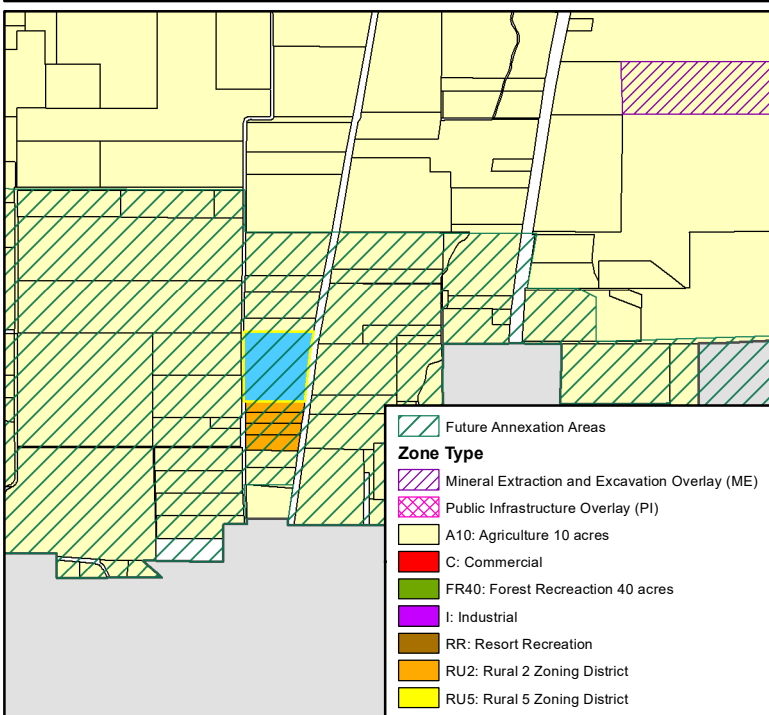 Future Annexation Areas
Zone Type
Mineral Extraction and Excavation Overlay (ME)
Public Infrastructure Overlay (PI)
A10: Agriculture 10 acres
C: Commercial
FR40: Forest Recreaction 40 acres
I: Industrial
RR: Resort Recreation
RU2: Rural 2 Zoning District
RU5: Rural 5 Zoning District